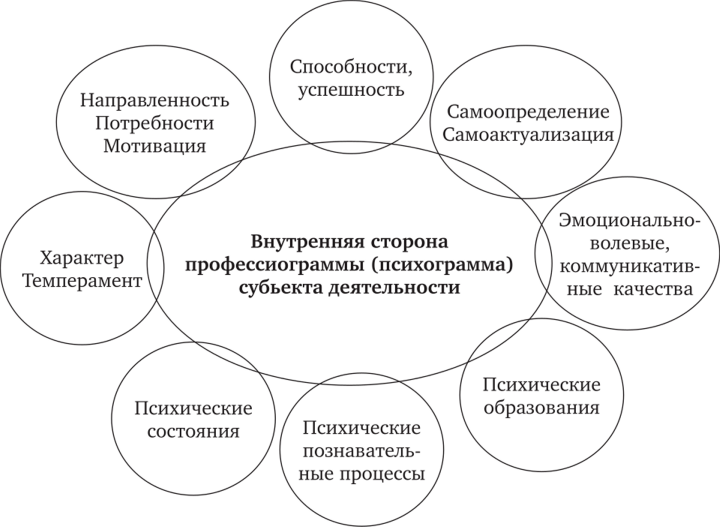 Способности,
успешность
Направленность
Потребности
Мотивация
Самоопределение
Самоактуализация
Эмоционально-
волевые,
коммуникатив-
ные качества
Характер
Темперамент
Внутренняя сторона
профессиограммы (психограмма)
субьекта деятельности
Психические
образования
Психические
состояния
Психические
познаватель-
ные процессы